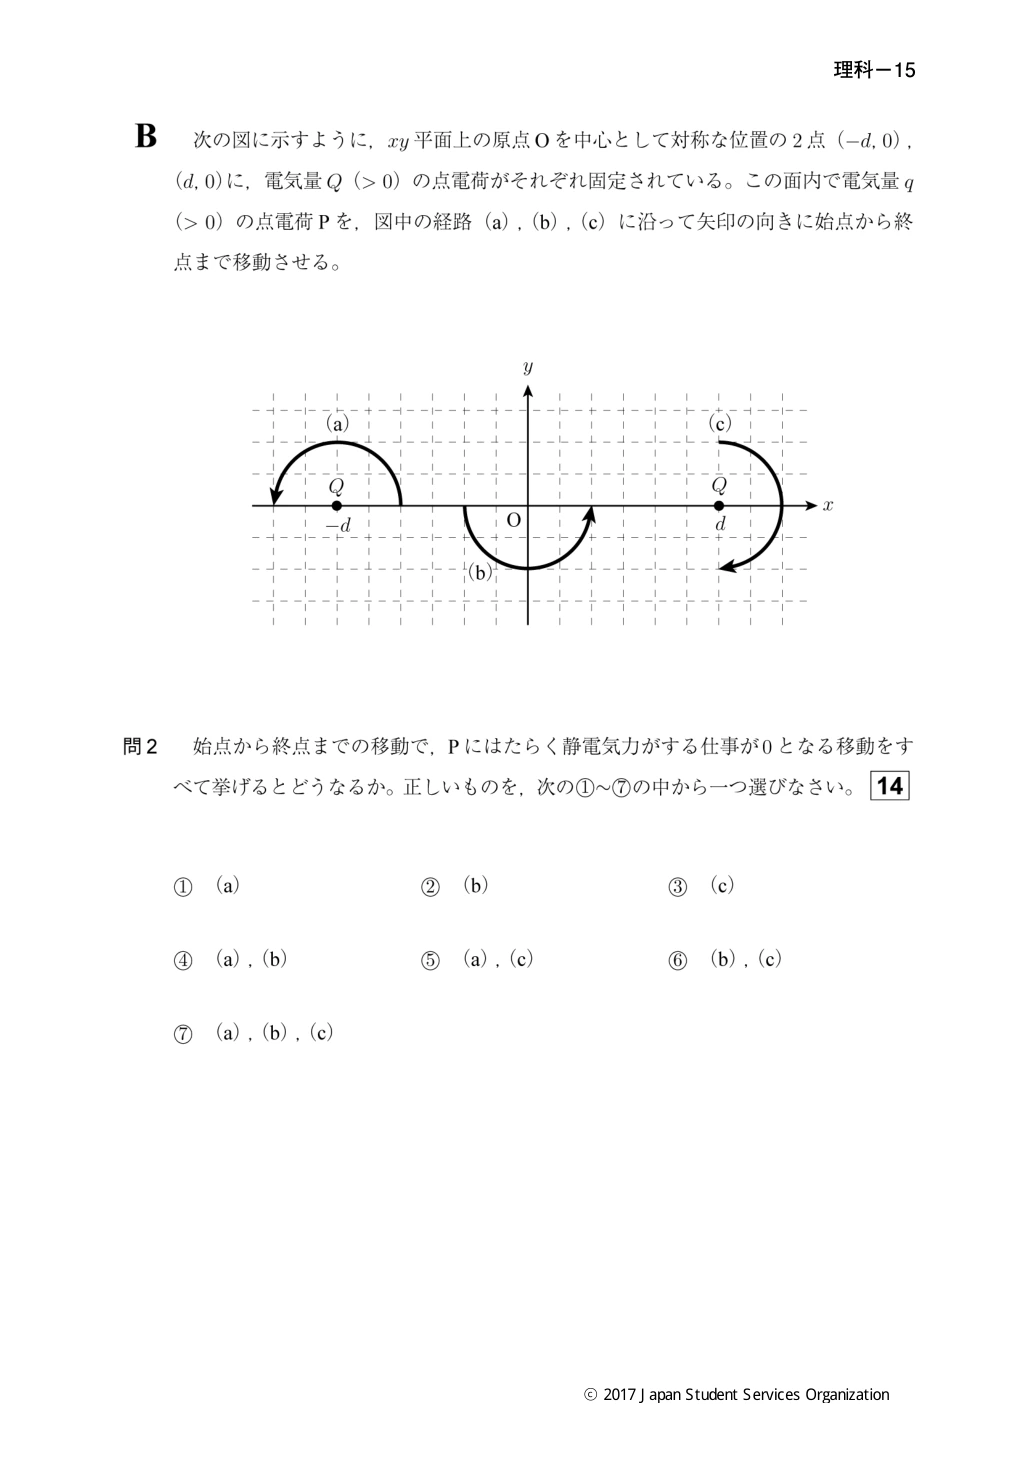 理科－15
B 次の図に示すように，xy 平面上の原点 O を中心として対称な位置の 2 点（−d, 0），
(d, 0)に，電気量 Q（> 0）の点電荷がそれぞれ固定されている。この面内で電気量 q
（> 0）の点電荷 P を，図中の経路（a），（b），（c）に沿って矢印の向きに始点から終
点まで移動させる。
y
(a)
(c)
Q
Q
x
O
−d
d
(b)
問 2 始点から終点までの移動で，P にはたらく静電気力がする仕事が 0 となる移動をす
べて挙げるとどうなるか。正しいものを，次の①～⑦の中から一つ選びなさい。 14
① （a） ② （b） ③ （c）
④ （a），（b） ⑤ （a），（c） ⑥ （b），（c）
⑦ （a），（b），（c）
© 2017 Japan Student Services Organization